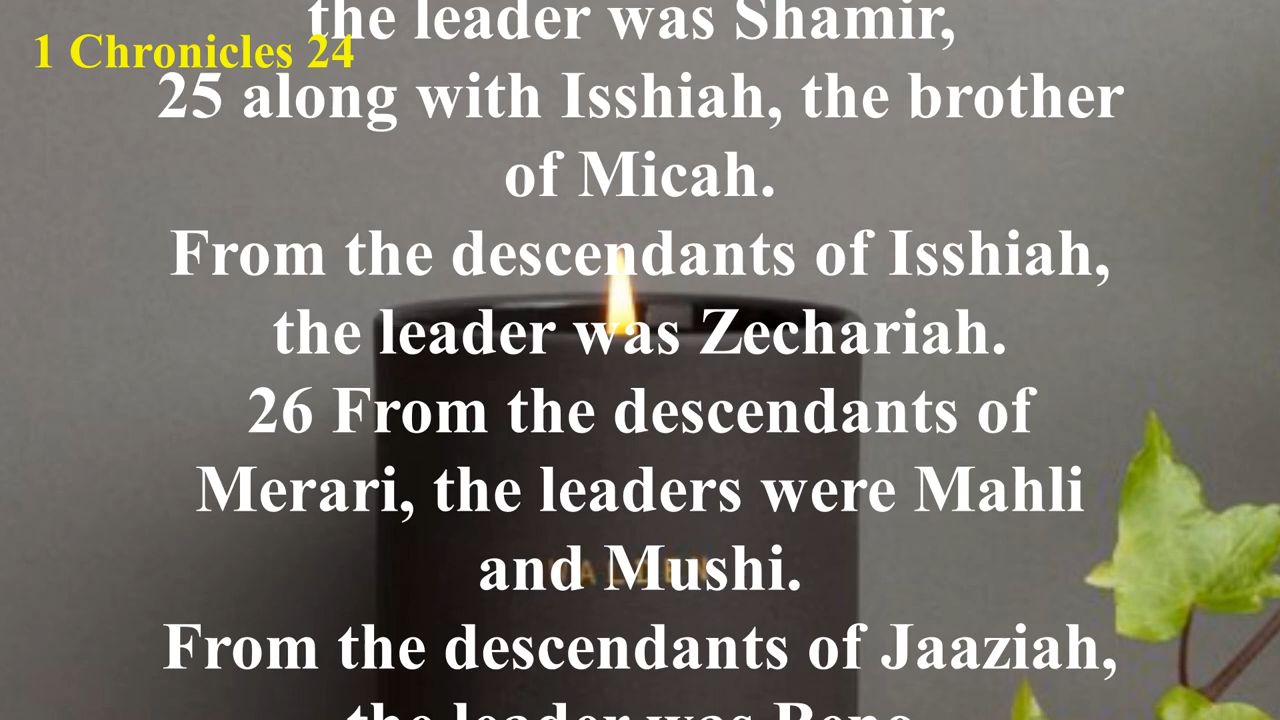 the leader was Shamir,
1 Chronicles 24
25 along with Isshiah, the brother
of Micah.
From the descendants of Isshiah,
the leader was Zechariah.
26 From the descendants of
Merari, the leaders were Mahli
and Mushi.
From the descendants of Jaaziah,
the leader was Beno.